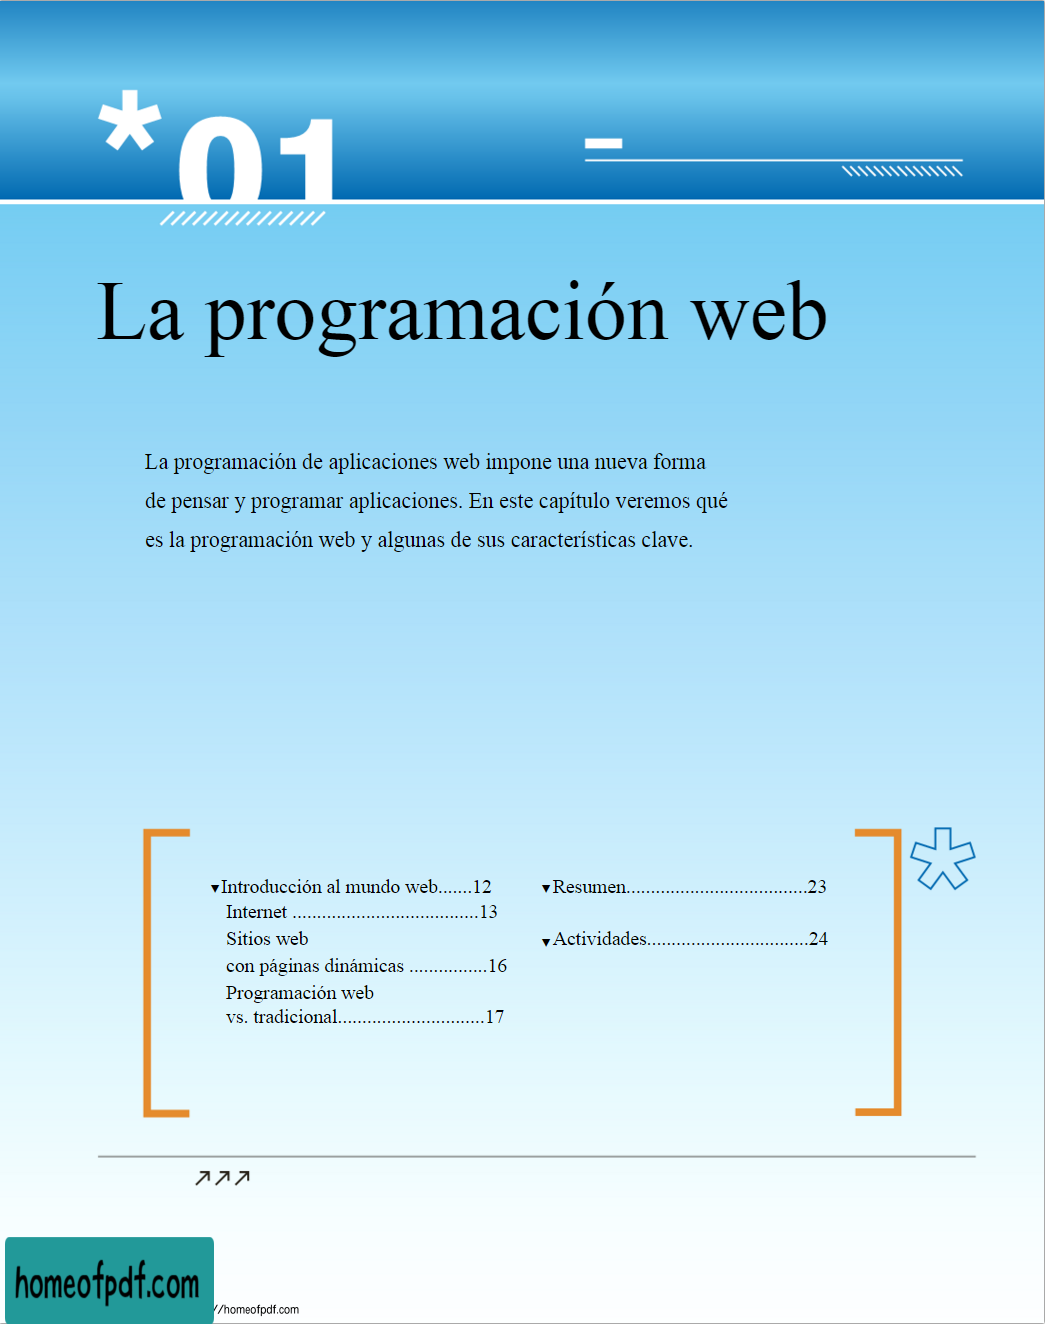 *01
La programación web
La programación de aplicaciones web impone una nueva forma
de pensar y programar aplicaciones. En este capítulo veremos qué
es la programación web y algunas de sus características clave.
▼Introducción al mundo web.......12
Internet ......................................13
Sitios web
con páginas dinámicas ................16
Programación web
vs. tradicional..............................17
▼Resumen.....................................23
▼Actividades.................................24
homeofpdf.com
//homeofpdf.com